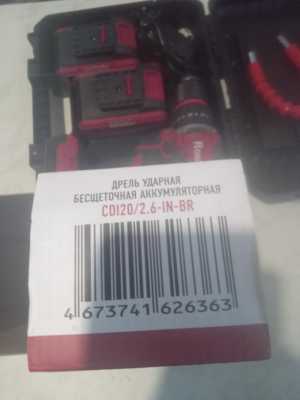 ДРЕЛЬ УДАРНАЯ
БЕСЩЕТОЧНАЯ АККУМУЛЯТОРНАЯ
CDI20/2.6-IN-BR
4 673741 626363